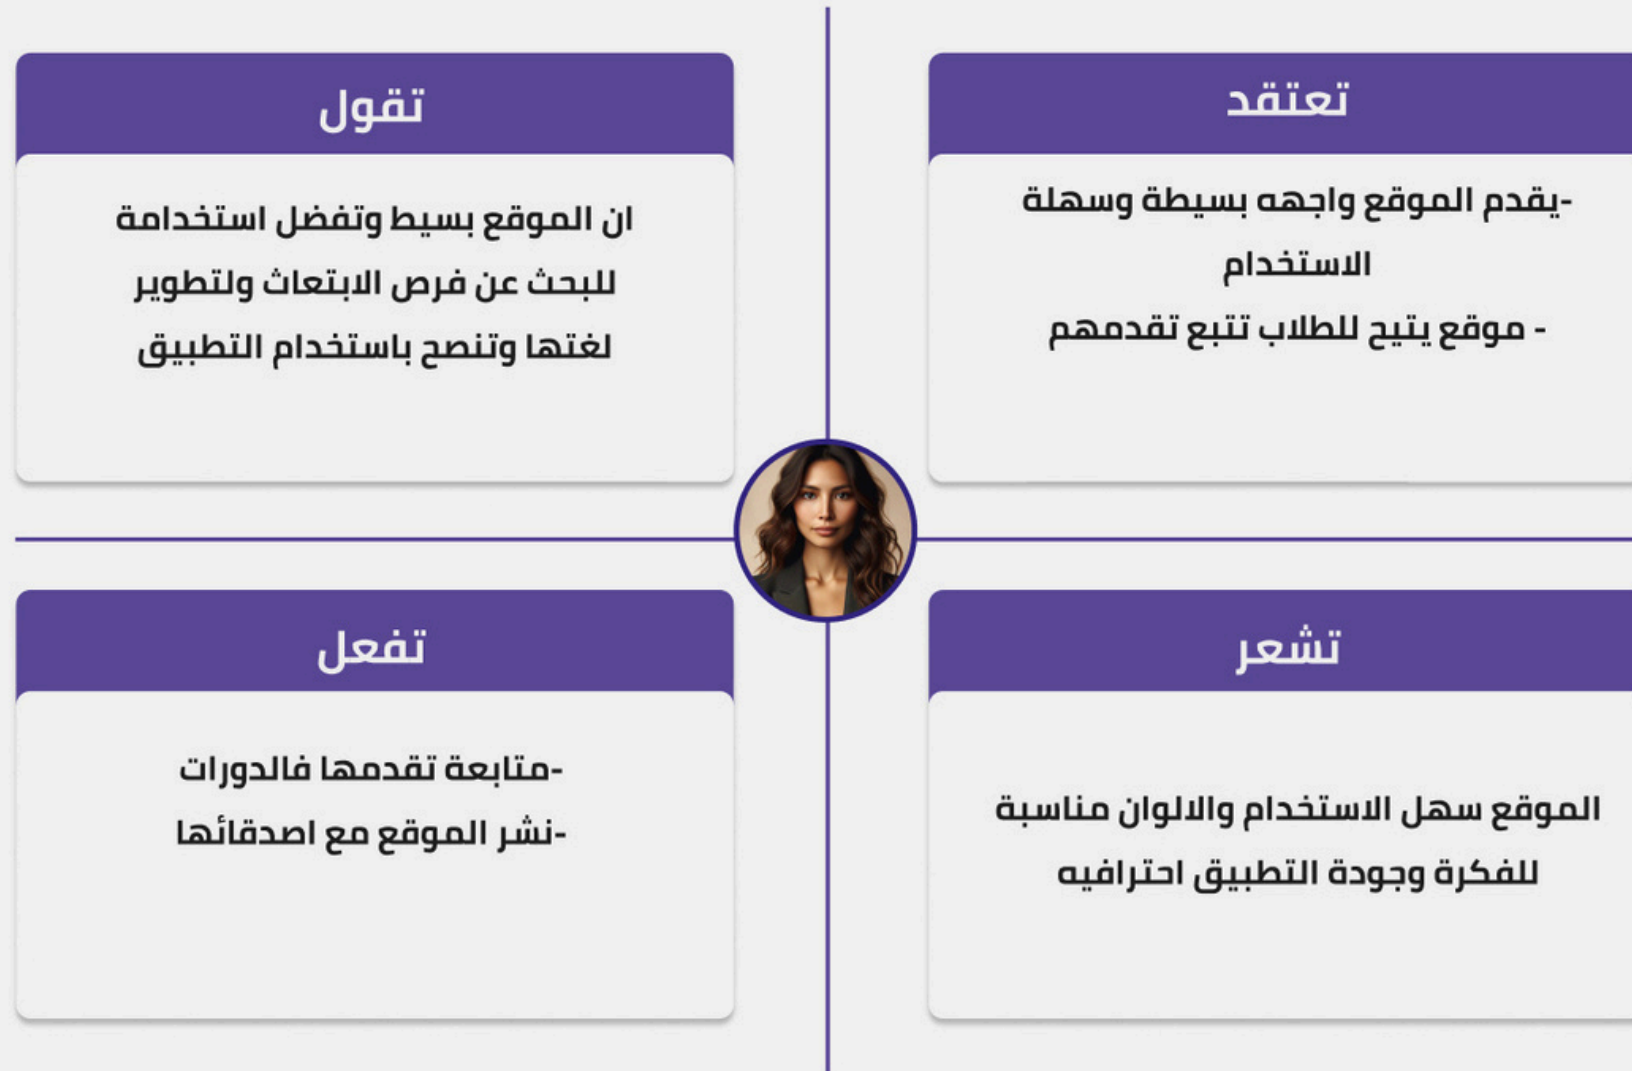 تعتقد
-يقدم الموقع واجهه بسيطة وسهلة
الاستخدام
- موقع يتيح للطلاب تتبع تقدمهم
تقول
ان الموقع بسيط وتفضل استخدامة
للبحث عن فرص الابتعاث ولتطوير
لغتها وتنصح باستخدام التطبيق
تشعر
الموقع سهل الاستخدام والالوان مناسبة
للفكرة وجودة التطبيق احترافيه
تفعل
-متابعة تقدمها فالدورات
-نشر الموقع مع اصدقائها